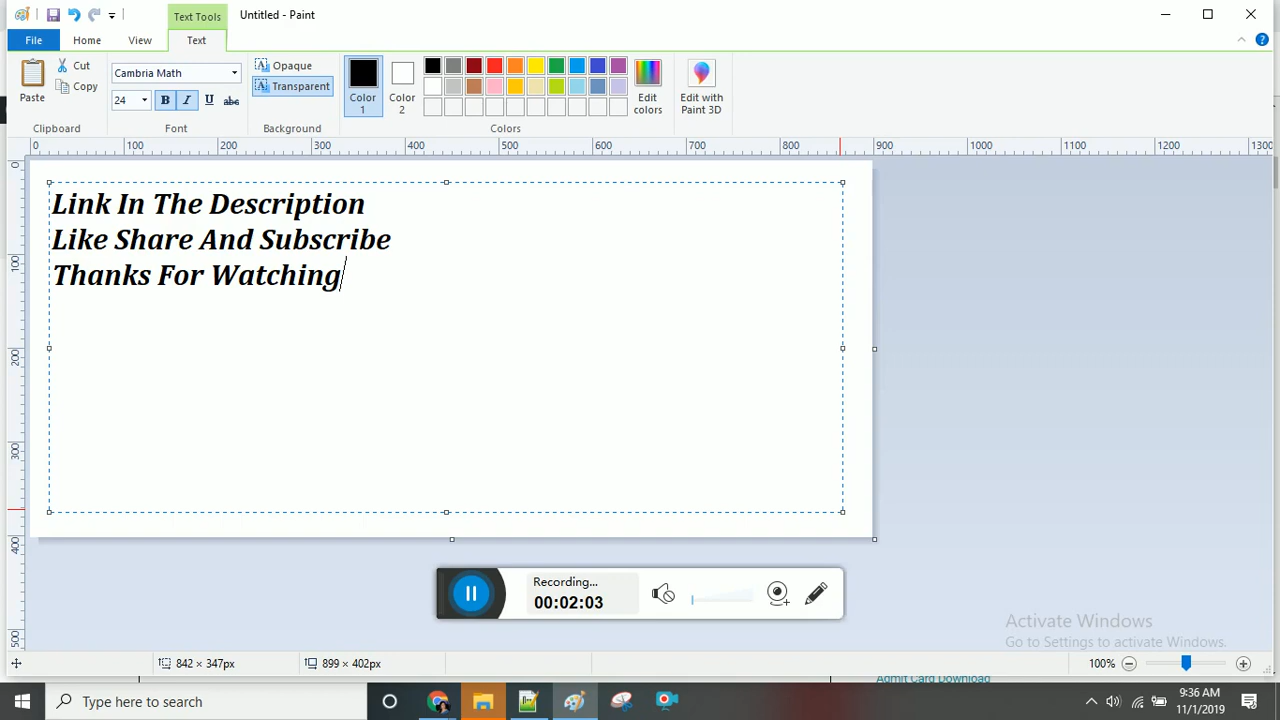 Text Tools
Untitled - Paint
File
Home
View
Text
Paste
Cut
Copy
Clipboard
Cambria Math
24
B I U abc
Font
Opaque
Transparent
Background
Color 1
Color 2
Edit colors
Colors
Edit with Paint 3D
0 100 200 300 400 500 600 700 800 900 1000 1100 1200 1300
0
100
200
300
400
500
Link In The Description
Like Share And Subscribe
Thanks For Watching
Recording...
00:02:03
Activate Windows
Go to Settings to activate Windows.
842 × 347px
899 × 402px
100%
Admit Card Download
Type here to search
9:36 AM
11/1/2019